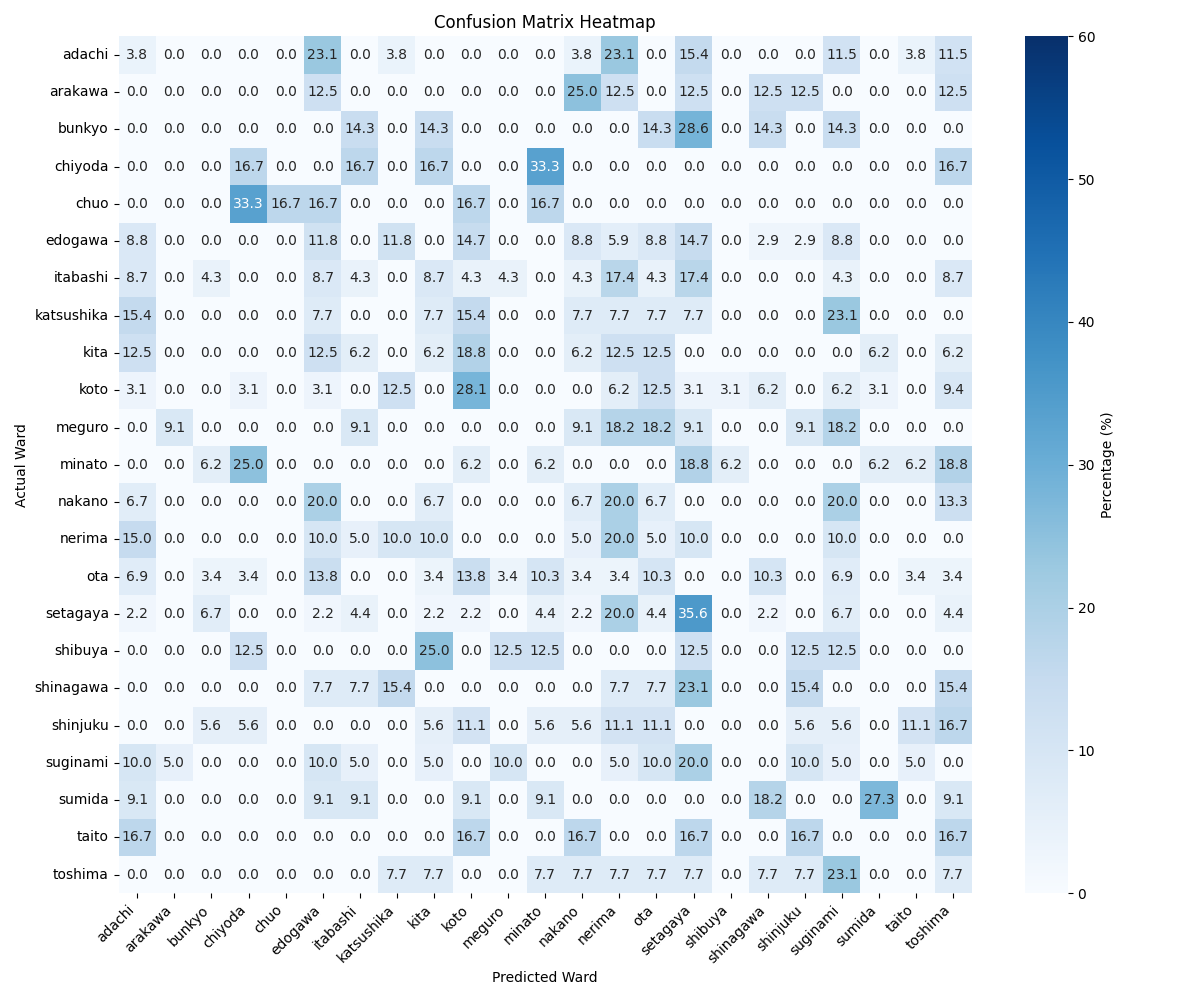 Confusion Matrix Heatmap
adachi 3.8 0.0 0.0 0.0 23.1 0.0 3.8 0.0 0.0 0.0 0.0 3.8 23.1 0.0 15.4 0.0 0.0 0.0 11.5 0.0 3.8 11.5
arakawa 0.0 0.0 0.0 0.0 0.0 12.5 0.0 0.0 0.0 0.0 0.0 0.0 25.0 12.5 0.0 12.5 0.0 12.5 12.5 0.0 0.0 0.0 12.5
bunkyo 0.0 0.0 0.0 0.0 0.0 0.0 14.3 0.0 14.3 0.0 0.0 0.0 0.0 0.0 14.3 28.6 0.0 14.3 0.0 14.3 0.0 0.0 0.0
chiyoda 0.0 0.0 0.0 16.7 0.0 0.0 16.7 0.0 16.7 0.0 0.0 33.3 0.0 0.0 0.0 0.0 0.0 0.0 0.0 0.0 0.0 0.0 16.7
chuo 0.0 0.0 0.0 33.3 16.7 16.7 0.0 0.0 0.0 16.7 0.0 16.7 0.0 0.0 0.0 0.0 0.0 0.0 0.0 0.0 0.0 0.0 0.0
edogawa 8.8 0.0 0.0 0.0 0.0 11.8 0.0 11.8 0.0 14.7 0.0 0.0 8.8 5.9 8.8 14.7 0.0 2.9 2.9 8.8 0.0 0.0 0.0
itabashi 8.7 0.0 4.3 0.0 0.0 8.7 4.3 0.0 8.7 4.3 4.3 0.0 4.3 17.4 4.3 17.4 0.0 0.0 0.0 4.3 0.0 0.0 8.7
katsushika 15.4 0.0 0.0 0.0 0.0 7.7 0.0 0.0 7.7 15.4 0.0 0.0 7.7 7.7 7.7 7.7 0.0 0.0 0.0 23.1 0.0 0.0 0.0
kita 12.5 0.0 0.0 0.0 0.0 12.5 6.2 0.0 6.2 18.8 0.0 0.0 6.2 12.5 12.5 0.0 0.0 0.0 0.0 0.0 6.2 0.0 6.2
koto 3.1 0.0 0.0 3.1 0.0 3.1 0.0 12.5 0.0 28.1 0.0 0.0 0.0 6.2 12.5 3.1 3.1 6.2 0.0 6.2 3.1 0.0 9.4
meguro 0.0 9.1 0.0 0.0 0.0 0.0 9.1 0.0 0.0 0.0 0.0 0.0 9.1 18.2 18.2 9.1 0.0 0.0 9.1 18.2 0.0 0.0 0.0
minato 0.0 0.0 6.2 25.0 0.0 0.0 0.0 0.0 0.0 6.2 0.0 6.2 0.0 0.0 0.0 18.8 6.2 0.0 0.0 0.0 6.2 6.2 18.8
nakano 6.7 0.0 0.0 0.0 0.0 20.0 0.0 0.0 6.7 0.0 0.0 0.0 6.7 20.0 6.7 0.0 0.0 0.0 0.0 20.0 0.0 0.0 13.3
nerima 15.0 0.0 0.0 0.0 0.0 10.0 5.0 10.0 10.0 0.0 0.0 0.0 5.0 20.0 5.0 10.0 0.0 0.0 0.0 10.0 0.0 0.0 0.0
ota 6.9 0.0 3.4 3.4 0.0 13.8 0.0 0.0 3.4 13.8 3.4 10.3 3.4 3.4 10.3 0.0 0.0 10.3 0.0 6.9 0.0 3.4 3.4
setagaya 2.2 0.0 6.7 0.0 0.0 2.2 4.4 0.0 2.2 2.2 0.0 4.4 2.2 20.0 4.4 35.6 0.0 2.2 0.0 6.7 0.0 0.0 4.4
shibuya 0.0 0.0 0.0 12.5 0.0 0.0 0.0 0.0 25.0 0.0 12.5 12.5 0.0 0.0 0.0 12.5 0.0 0.0 12.5 12.5 0.0 0.0 0.0
shinagawa 0.0 0.0 0.0 0.0 0.0 7.7 7.7 15.4 0.0 0.0 0.0 0.0 0.0 7.7 7.7 23.1 0.0 0.0 15.4 0.0 0.0 0.0 15.4
shinjuku 0.0 0.0 5.6 5.6 0.0 0.0 0.0 0.0 5.6 11.1 0.0 5.6 5.6 11.1 11.1 0.0 0.0 0.0 5.6 5.6 0.0 11.1 16.7
suginami 10.0 5.0 0.0 0.0 0.0 10.0 5.0 0.0 5.0 0.0 10.0 0.0 0.0 5.0 10.0 20.0 0.0 0.0 10.0 5.0 0.0 5.0 0.0
sumida 9.1 0.0 0.0 0.0 0.0 9.1 9.1 0.0 0.0 9.1 0.0 9.1 0.0 0.0 0.0 0.0 0.0 18.2 0.0 0.0 27.3 0.0 9.1
taito 16.7 0.0 0.0 0.0 0.0 0.0 0.0 0.0 0.0 16.7 0.0 0.0 16.7 0.0 0.0 16.7 0.0 0.0 16.7 0.0 0.0 0.0 16.7
toshima 0.0 0.0 0.0 0.0 0.0 0.0 0.0 7.7 7.7 0.0 0.0 7.7 7.7 7.7 7.7 7.7 0.0 7.7 7.7 23.1 0.0 0.0 7.7
adachi arakawa bunkyo chiyoda chuo edogawa itabashi katsushika kita koto meguro minato nakano nerima ota setagaya shibuya shinagawa shinjuku suginami sumida taito toshima
Predicted Ward
Actual Ward
60
50
40
30
20
10
0
Percentage (%)